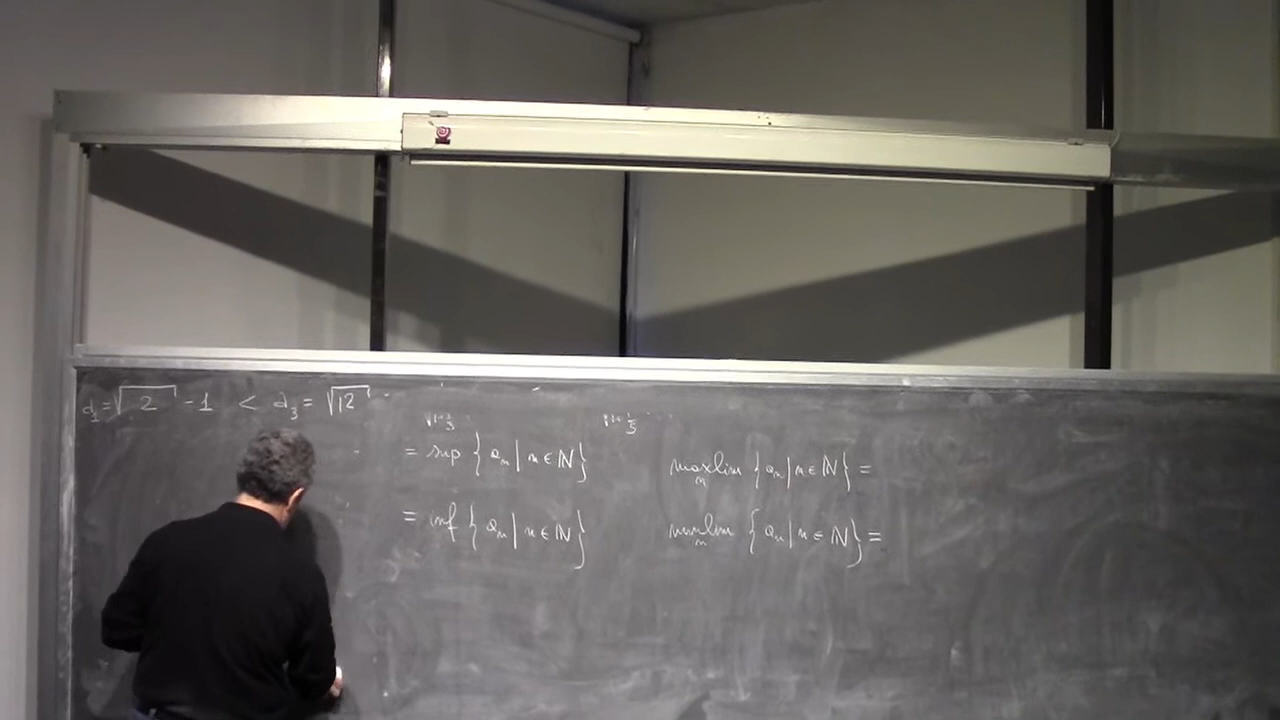 a₁ = √2 - 1 < a₃ = √12
= sup { aₙ | n ∈ ℕ } maxlim ₙ { aₙ | n ∈ ℕ } =
= inf { aₙ | n ∈ ℕ } minlim ₙ { aₙ | n ∈ ℕ } =